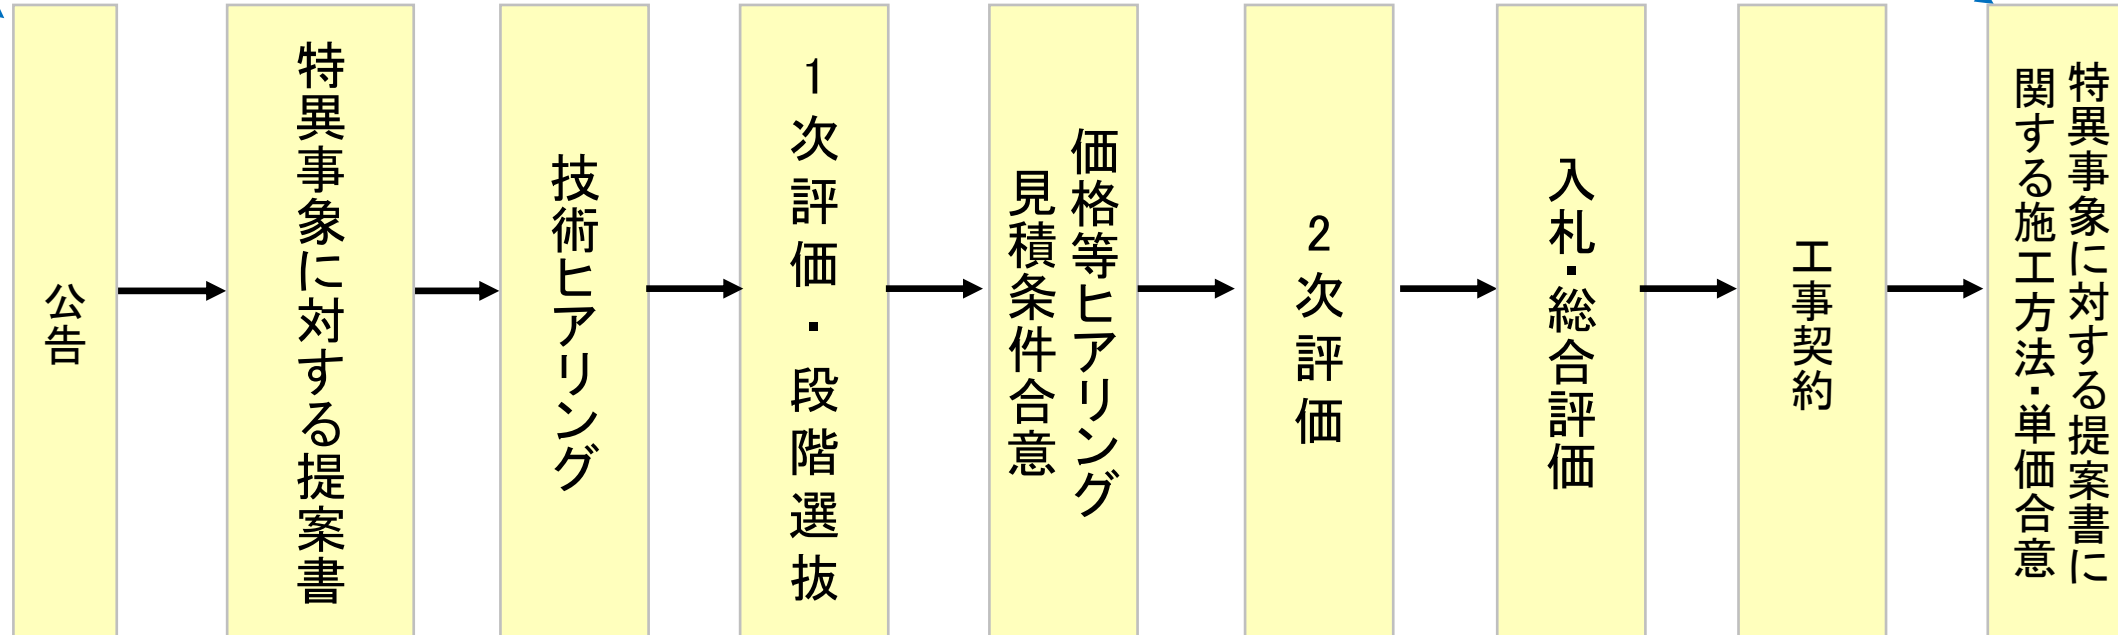 公告
特異事象に対する提案書
技術ヒアリング
1次評価・段階選抜
価格等ヒアリング
見積条件合意
2次評価
入札・総合評価
工事契約
特異事象に対する提案書に
関する施工方法・単価合意